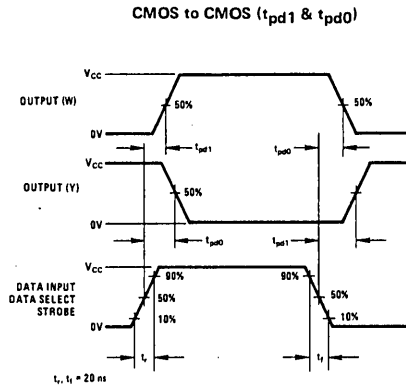 CMOS to CMOS (tpd1 & tpd0)
VCC
OUTPUT (W)
50%
50%
0V
tpd1
tpd0
VCC
OUTPUT (Y)
50%
0V
tpd0
tpd1
VCC
90%
90%
DATA INPUT
DATA SELECT
STROBE
50%
50%
10%
10%
0V
tr
tf
tr, tf = 20 ns